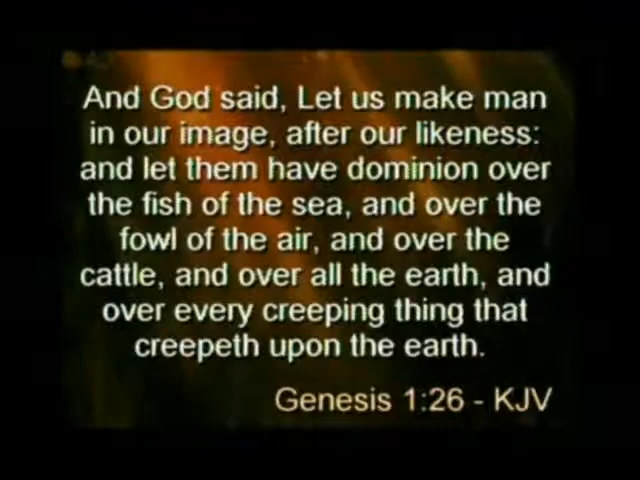 And God said, Let us make man
in our image, after our likeness:
and let them have dominion over
the fish of the sea, and over the
fowl of the air, and over the
cattle, and over all the earth, and
over every creeping thing that
creepeth upon the earth.
Genesis 1:26 - KJV